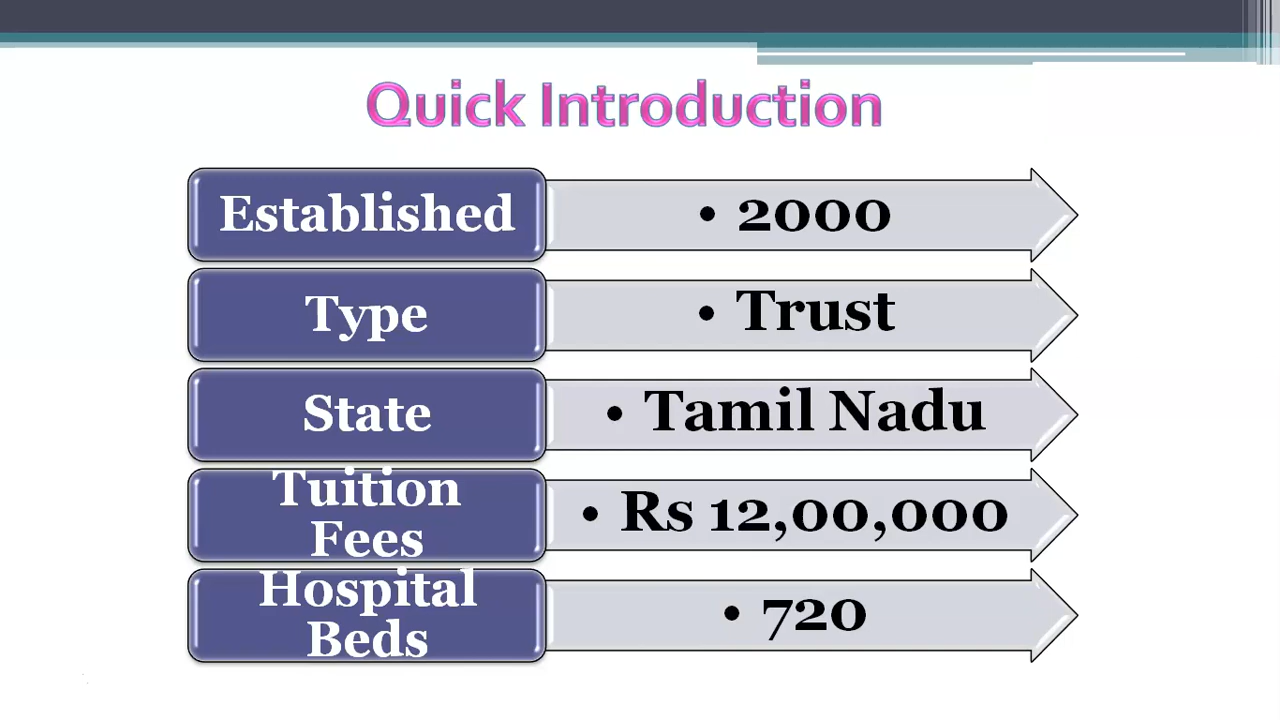 Quick Introduction
Established
• 2000
Type
• Trust
State
• Tamil Nadu
Tuition
Fees
• Rs 12,00,000
Hospital
Beds
• 720